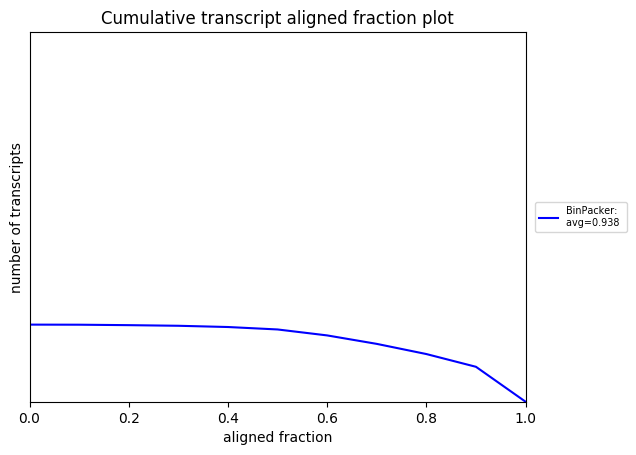 Cumulative transcript aligned fraction plot
number of transcripts
BinPacker:
avg=0.938
0.0 0.2 0.4 0.6 0.8 1.0
aligned fraction